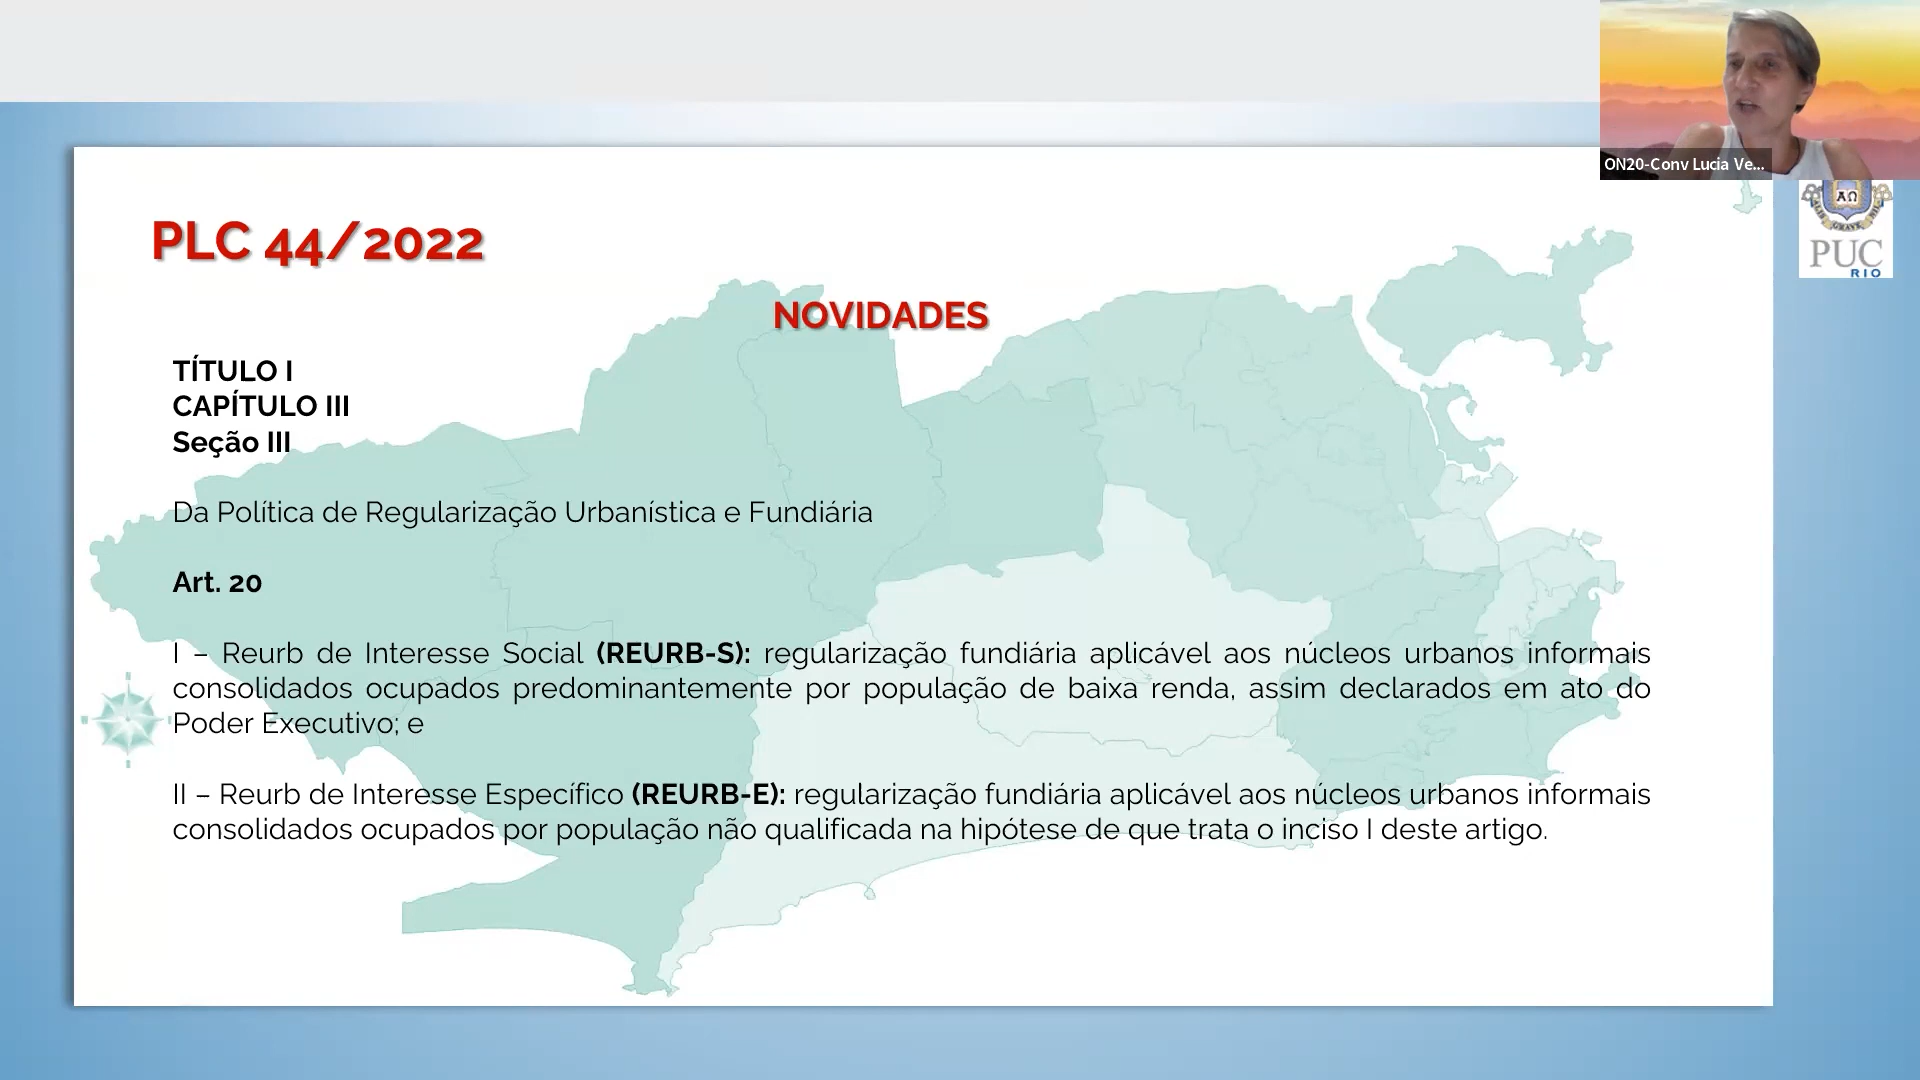 ON20-Conv Lucia Ve...
ΑΩ
GRAVE
PUC
RIO
PLC 44/2022
NOVIDADES
TÍTULO I
CAPÍTULO III
Seção III
Da Política de Regularização Urbanística e Fundiária
Art. 20
I – Reurb de Interesse Social (REURB-S): regularização fundiária aplicável aos núcleos urbanos informais
consolidados ocupados predominantemente por população de baixa renda, assim declarados em ato do
Poder Executivo; e
II – Reurb de Interesse Específico (REURB-E): regularização fundiária aplicável aos núcleos urbanos informais
consolidados ocupados por população não qualificada na hipótese de que trata o inciso I deste artigo.